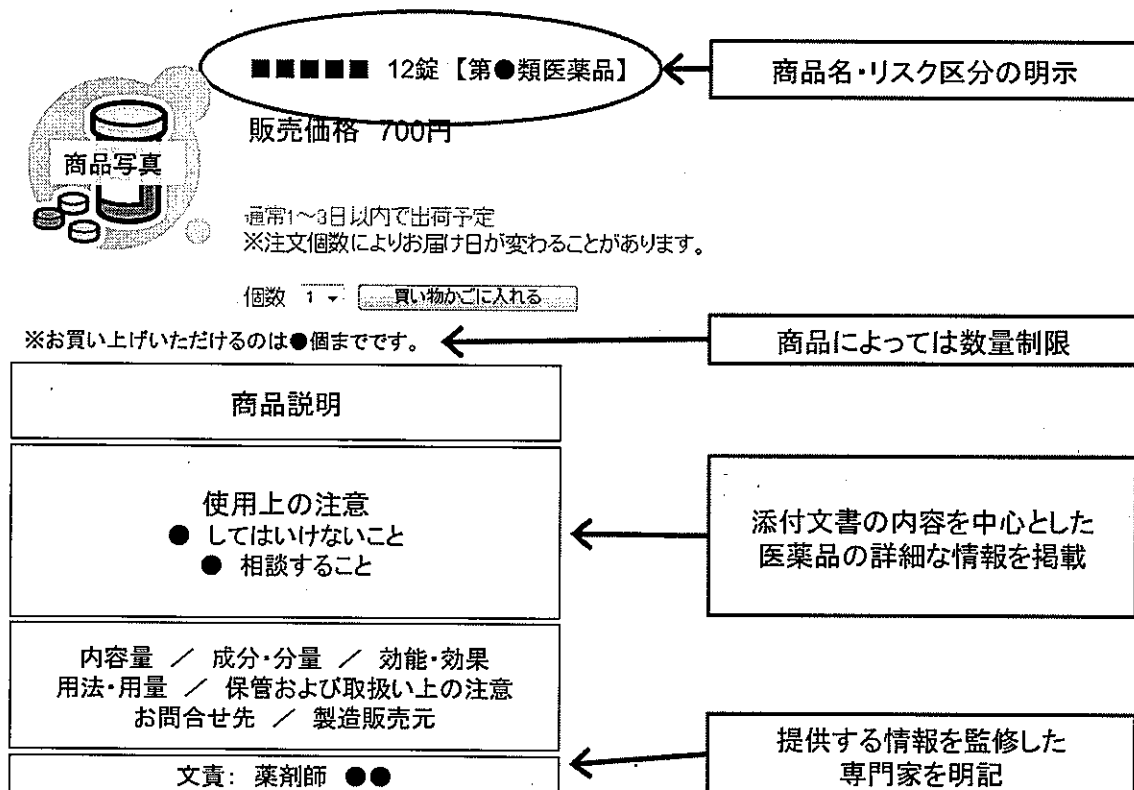 ■■■■■ 12錠 【第●類医薬品】
商品名・リスク区分の明示
販売価格 700円
商品写真
通常1～3日以内で出荷予定
※注文個数によりお届け日が変わることがあります。
個数 1 買い物かごに入れる
※お買い上げいただけるのは●個までです。
商品によっては数量制限
商品説明
使用上の注意
● してはいけないこと
● 相談すること
添付文書の内容を中心とした
医薬品の詳細な情報を掲載
内容量 ／ 成分・分量 ／ 効能・効果
用法・用量 ／ 保管および取扱い上の注意
お問合せ先 ／ 製造販売元
文責： 薬剤師 ●●
提供する情報を監修した
専門家を明記